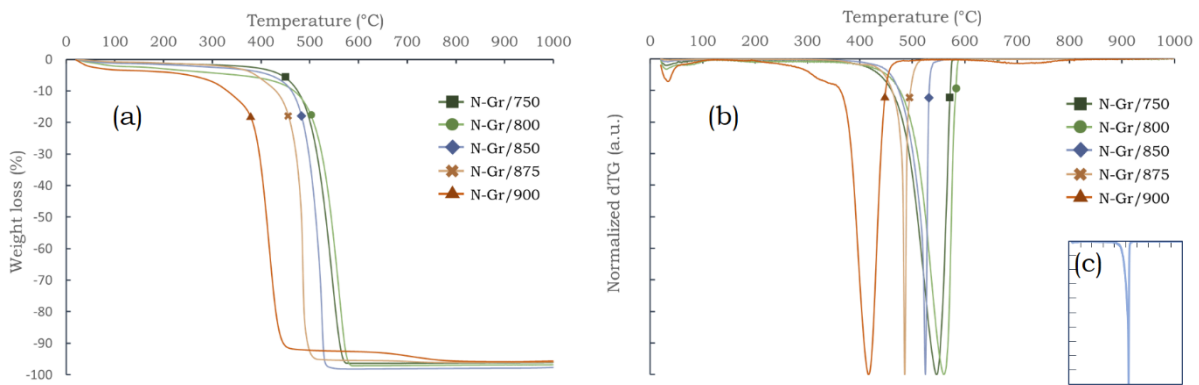 Temperature (°C)
0 100 200 300 400 500 600 700 800 900 1000
0
-10
-20
-30
-40
-50
-60
-70
-80
-90
-100
Weight loss (%)
(a)
N-Gr/750
N-Gr/800
N-Gr/850
N-Gr/875
N-Gr/900
Temperature (°C)
0 100 200 300 400 500 600 700 800 900 1000
Normalized dTG (a.u.)
(b)
N-Gr/750
N-Gr/800
N-Gr/850
N-Gr/875
N-Gr/900
(c)